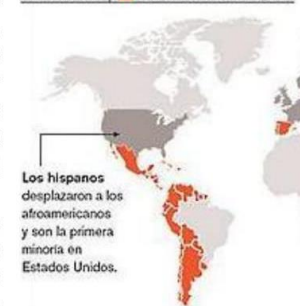 Los hispanos
desplazaron a los
afroamericanos
y son la primera
minoría en
Estados Unidos.